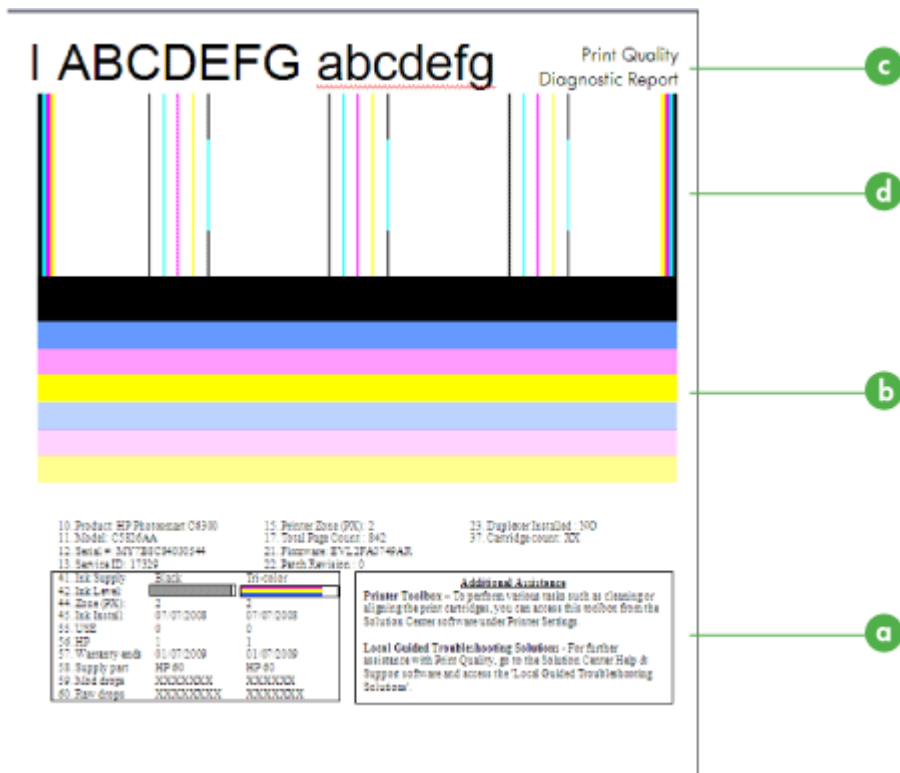 I ABCDEFG abcdefg
Print Quality
Diagnostic Report
c
d
b
10. Product: HP Photosmart C6300
15. Printer Zone (PX): 2
23. Duplexer Installed : NO
11. Model: C5826AA
17. Total Page Count : 842
37. Cartridge count: XX
12. Serial #:
21. Firmware:
13. Service ID: 17329
22. Patch Revision : 0
41. Ink Supply Black Tri-color
42. Ink Level:
44. Zone (PX): 2 2
45. Ink Install 07/07/2008 07/07/2008
55. USE 0 0
56. HP 1 1
57. Warranty ends 01/07/2009 01/07/2009
58. Supply part HP 60 HP 60
59. Mod drops XXXXXXX XXXXXX
60. Raw drops XXXXXXXX XXXXXXX
Additional Assistance
Printer Toolbox – To perform various tasks such as cleaning or
aligning the print cartridges, you can access this toolbox from the
Solution Center software under Printer Settings.
Local Guided Troubleshooting Solutions - For further
assistance with Print Quality, go to the Solution Center Help &
Support software and access the 'Local Guided Troubleshooting
Solutions'.
a